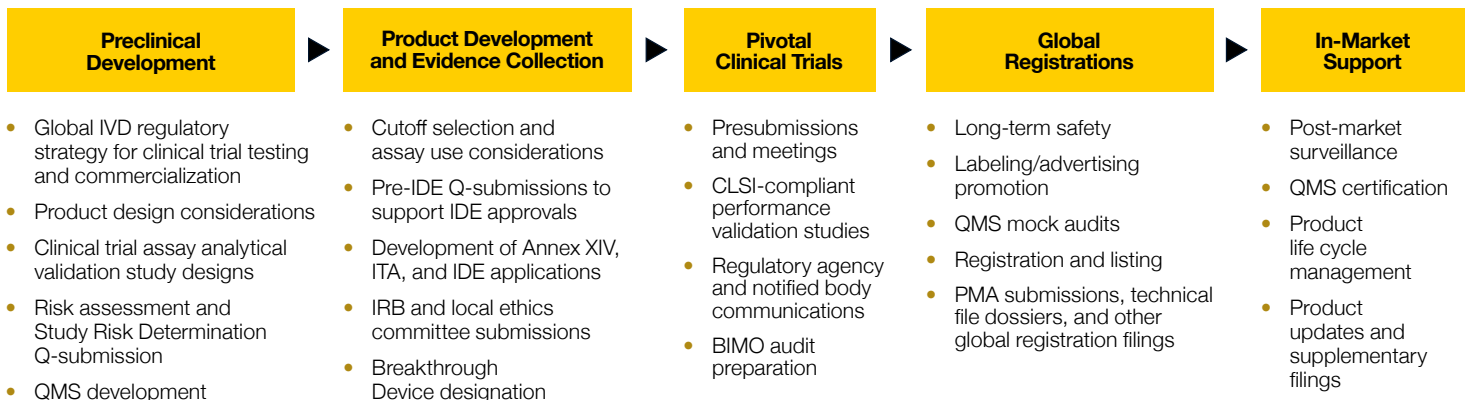 Preclinical
Development
• Global IVD regulatory
strategy for clinical trial testing
and commercialization
• Product design considerations
• Clinical trial assay analytical
validation study designs
• Risk assessment and
Study Risk Determination
Q-submission
• QMS development
Product Development
and Evidence Collection
• Cutoff selection and
assay use considerations
• Pre-IDE Q-submissions to
support IDE approvals
• Development of Annex XIV,
ITA, and IDE applications
• IRB and local ethics
committee submissions
• Breakthrough
Device designation
Pivotal
Clinical Trials
• Presubmissions
and meetings
• CLSI-compliant
performance
validation studies
• Regulatory agency
and notified body
communications
• BIMO audit
preparation
Global
Registrations
• Long-term safety
• Labeling/advertising
promotion
• QMS mock audits
• Registration and listing
• PMA submissions, technical
file dossiers, and other
global registration filings
In-Market
Support
• Post-market
surveillance
• QMS certification
• Product
life cycle
management
• Product
updates and
supplementary
filings